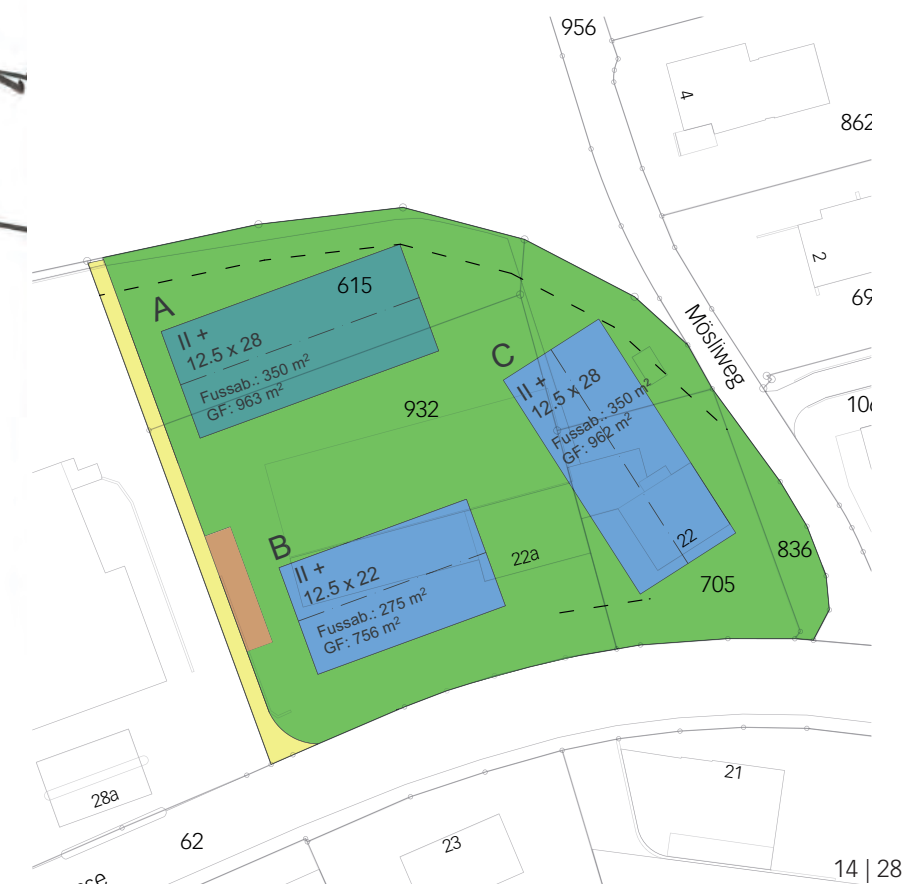 956
4
862
2
615
A
II +
12.5 x 28
Fussab.: 350 m²
GF: 963 m²
Mösliweg
C
II +
12.5 x 28
Fussab.: 350 m²
GF: 962 m²
932
22
B
II +
12.5 x 22
Fussab.: 275 m²
GF: 756 m²
22a
836
705
21
28a
62
23
14 | 28